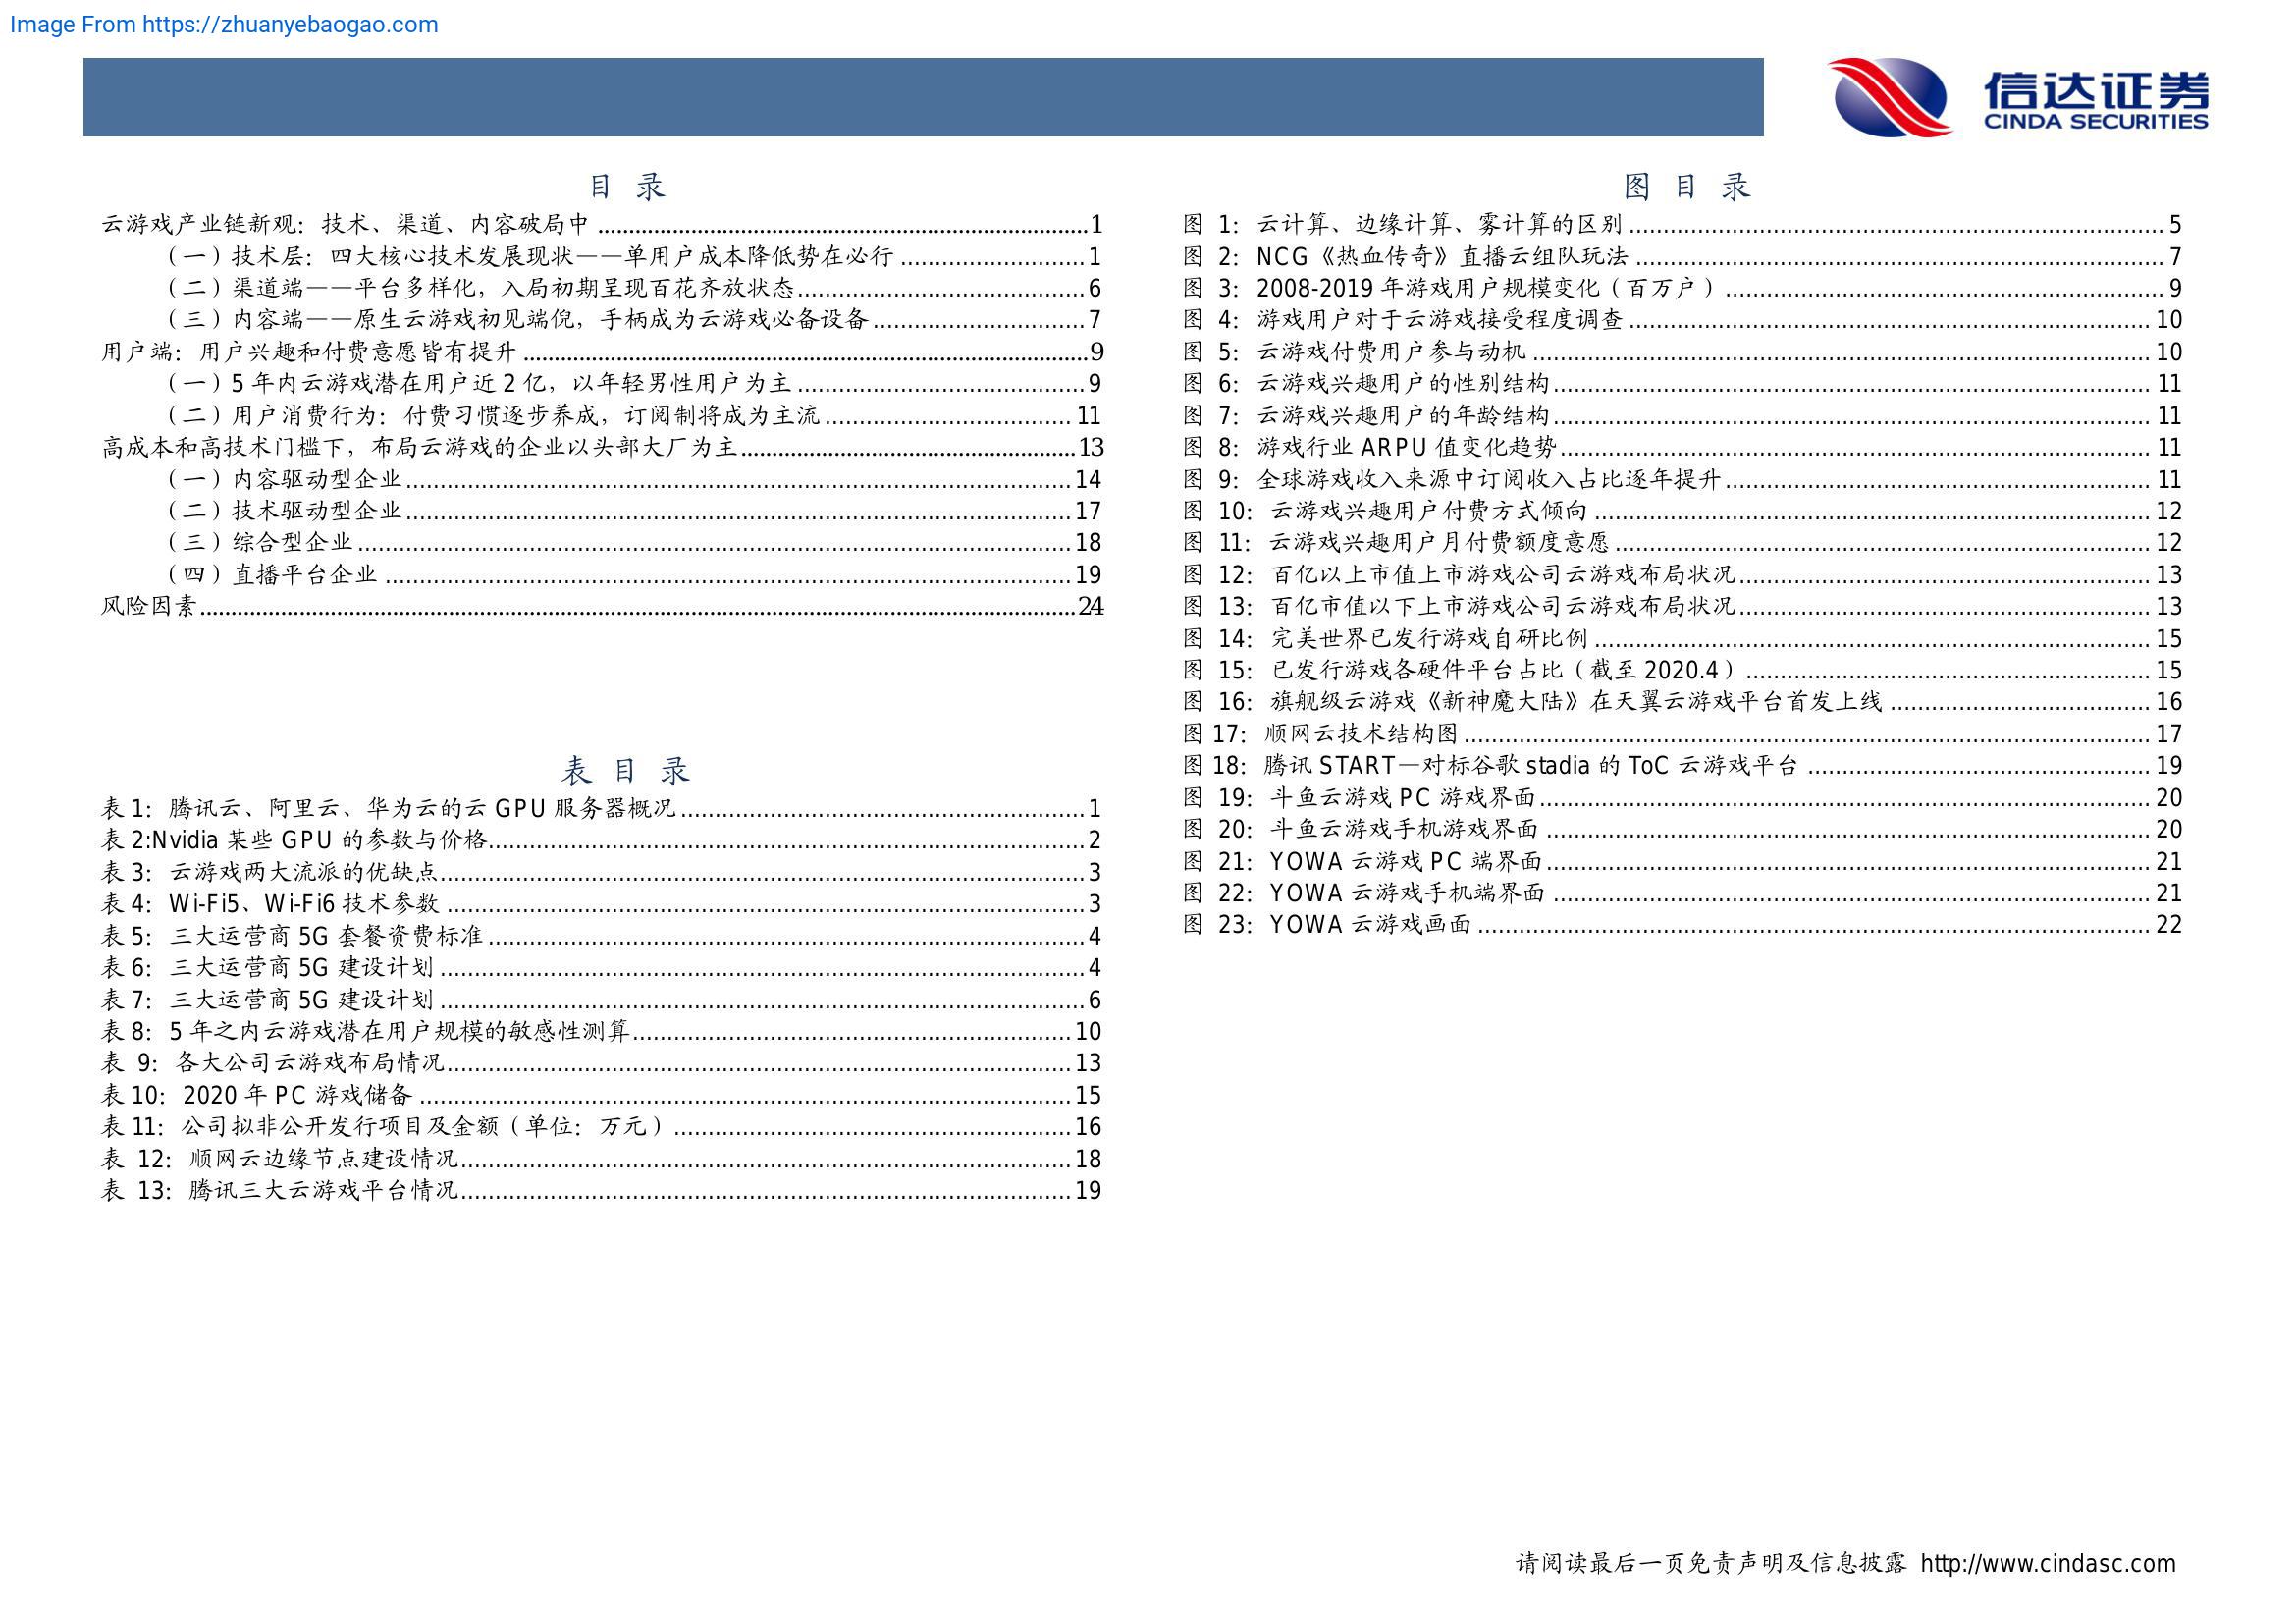 Image From https://zhuanyebaogao.com
信达证券
CINDA SECURITIES
目 录
云游戏产业链新观：技术、渠道、内容破局中 ................................ 1
（一）技术层：四大核心技术发展现状——单用户成本降低势在必行 ................................ 1
（二）渠道端——平台多样化，入局初期呈现百花齐放状态 ................................ 6
（三）内容端——原生云游戏初见端倪，手柄成为云游戏必备设备 ................................ 7
用户端：用户兴趣和付费意愿皆有提升 ................................ 9
（一）5 年内云游戏潜在用户近 2 亿，以年轻男性用户为主 ................................ 9
（二）用户消费行为：付费习惯逐步养成，订阅制将成为主流 ................................ 11
高成本和高技术门槛下，布局云游戏的企业以头部大厂为主 ................................ 13
（一）内容驱动型企业 ................................ 14
（二）技术驱动型企业 ................................ 17
（三）综合型企业 ................................ 18
（四）直播平台企业 ................................ 19
风险因素 ................................ 24
表 目 录
表 1：腾讯云、阿里云、华为云的云 GPU 服务器概况 ................................ 1
表 2:Nvidia 某些 GPU 的参数与价格 ................................ 2
表 3：云游戏两大流派的优缺点 ................................ 3
表 4：Wi-Fi5、Wi-Fi6 技术参数 ................................ 3
表 5：三大运营商 5G 套餐资费标准 ................................ 4
表 6：三大运营商 5G 建设计划 ................................ 4
表 7：三大运营商 5G 建设计划 ................................ 6
表 8：5 年之内云游戏潜在用户规模的敏感性测算 ................................ 10
表 9：各大公司云游戏布局情况 ................................ 13
表 10：2020 年 PC 游戏储备 ................................ 15
表 11：公司拟非公开发行项目及金额（单位：万元） ................................ 16
表 12：顺网云边缘节点建设情况 ................................ 18
表 13：腾讯三大云游戏平台情况 ................................ 19
图 目 录
图 1：云计算、边缘计算、雾计算的区别 ................................ 5
图 2：NCG《热血传奇》直播云组队玩法 ................................ 7
图 3：2008-2019 年游戏用户规模变化（百万户） ................................ 9
图 4：游戏用户对于云游戏接受程度调查 ................................ 10
图 5：云游戏付费用户参与动机 ................................ 10
图 6：云游戏兴趣用户的性别结构 ................................ 11
图 7：云游戏兴趣用户的年龄结构 ................................ 11
图 8：游戏行业 ARPU 值变化趋势 ................................ 11
图 9：全球游戏收入来源中订阅收入占比逐年提升 ................................ 11
图 10：云游戏兴趣用户付费方式倾向 ................................ 12
图 11：云游戏兴趣用户月付费额度意愿 ................................ 12
图 12：百亿以上市值上市游戏公司云游戏布局状况 ................................ 13
图 13：百亿市值以下上市游戏公司云游戏布局状况 ................................ 13
图 14：完美世界已发行游戏自研比例 ................................ 15
图 15：已发行游戏各硬件平台占比（截至 2020.4） ................................ 15
图 16：旗舰级云游戏《新神魔大陆》在天翼云游戏平台首发上线 ................................ 16
图 17：顺网云技术结构图 ................................ 17
图 18：腾讯 START—对标谷歌 stadia 的 ToC 云游戏平台 ................................ 19
图 19：斗鱼云游戏 PC 游戏界面 ................................ 20
图 20：斗鱼云游戏手机游戏界面 ................................ 20
图 21：YOWA 云游戏 PC 端界面 ................................ 21
图 22：YOWA 云游戏手机端界面 ................................ 21
图 23：YOWA 云游戏画面 ................................ 22
请阅读最后一页免责声明及信息披露 http://www.cindasc.com